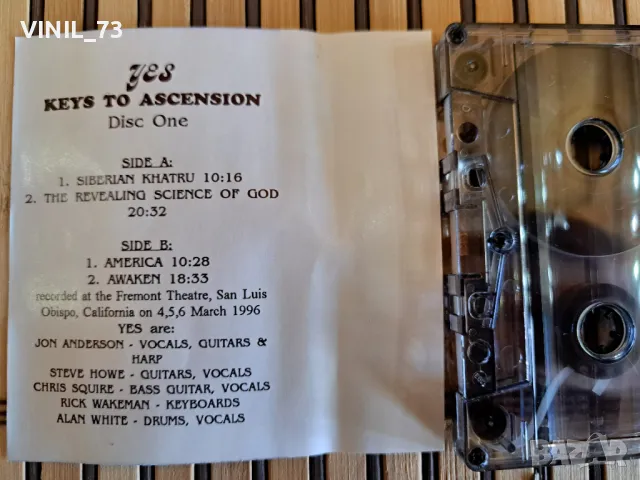 VINIL_73
yes
KEYS TO ASCENSION
Disc One
SIDE A:
1. SIBERIAN KHATRU 10:16
2. THE REVEALING SCIENCE OF GOD
20:32
SIDE B:
1. AMERICA 10:28
2. AWAKEN 18:33
recorded at the Fremont Theatre, San Luis
Obispo, California on 4,5,6 March 1996
YES are:
JON ANDERSON - VOCALS, GUITARS &
HARP
STEVE HOWE - GUITARS, VOCALS
CHRIS SQUIRE - BASS GUITAR, VOCALS
RICK WAKEMAN - KEYBOARDS
ALAN WHITE - DRUMS, VOCALS